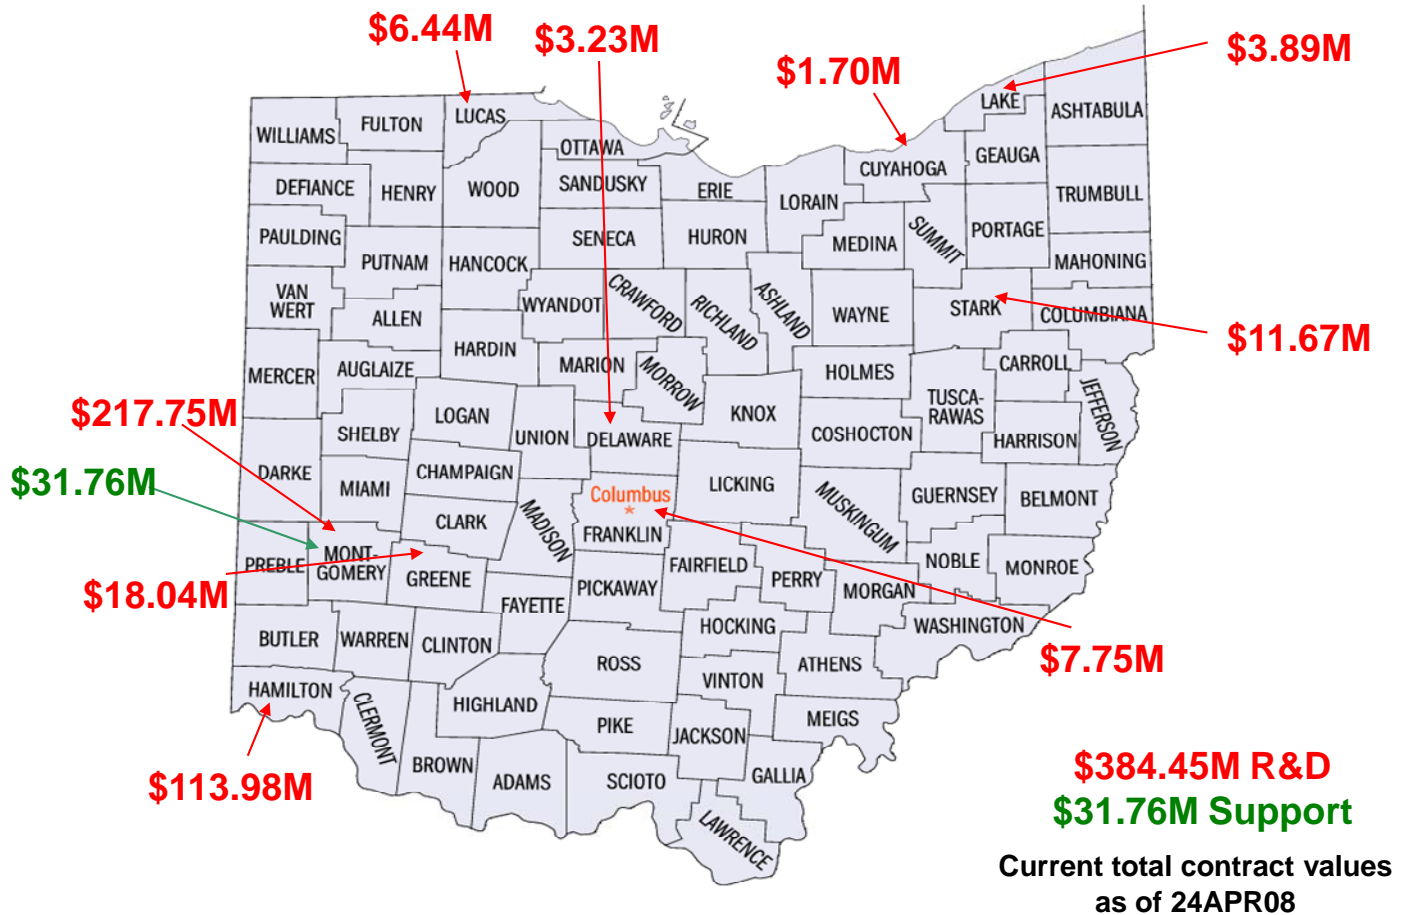 $6.44M
$3.23M
$1.70M
$3.89M
LAKE
ASHTABULA
WILLIAMS
FULTON
LUCAS
OTTAWA
CUYAHOGA
GEAUGA
DEFIANCE
HENRY
WOOD
SANDUSKY
ERIE
LORAIN
TRUMBULL
PAULDING
SENECA
HURON
MEDINA
SUMMIT
PORTAGE
PUTNAM
HANCOCK
MAHONING
VAN
WERT
ALLEN
WYANDOT
CRAWFORD
RICHLAND
ASHLAND
WAYNE
STARK
COLUMBIANA
$11.67M
HARDIN
MERCER
AUGLAIZE
MARION
MORROW
HOLMES
CARROLL
JEFFERSON
TUSCA-
RAWAS
$217.75M
LOGAN
KNOX
SHELBY
UNION
DELAWARE
COSHOCTON
HARRISON
$31.76M
DARKE
MIAMI
CHAMPAIGN
Columbus
*
LICKING
MUSKINGUM
GUERNSEY
BELMONT
CLARK
MADISON
FRANKLIN
PREBLE
MONT-
GOMERY
GREENE
FAIRFIELD
PERRY
NOBLE
MONROE
$18.04M
PICKAWAY
MORGAN
FAYETTE
BUTLER
WARREN
CLINTON
HOCKING
WASHINGTON
ROSS
ATHENS
$7.75M
VINTON
HAMILTON
CLERMONT
HIGHLAND
PIKE
JACKSON
MEIGS
$113.98M
BROWN
ADAMS
SCIOTO
GALLIA
LAWRENCE
$384.45M R&D
$31.76M Support
Current total contract values
as of 24APR08